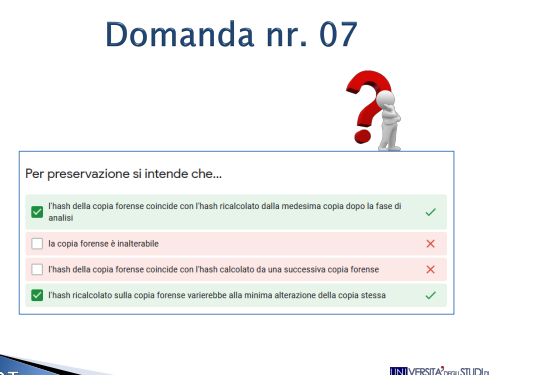 Domanda nr. 07
Per preservazione si intende che...
l'hash della copia forense coincide con l'hash ricalcolato dalla medesima copia dopo la fase di
analisi
la copia forense è inalterabile
l'hash della copia forense coincide con l'hash calcolato da una successiva copia forense
l'hash ricalcolato sulla copia forense varierebbe alla minima alterazione della copia stessa
UNIVERSITA' DEGLI STUDI DI